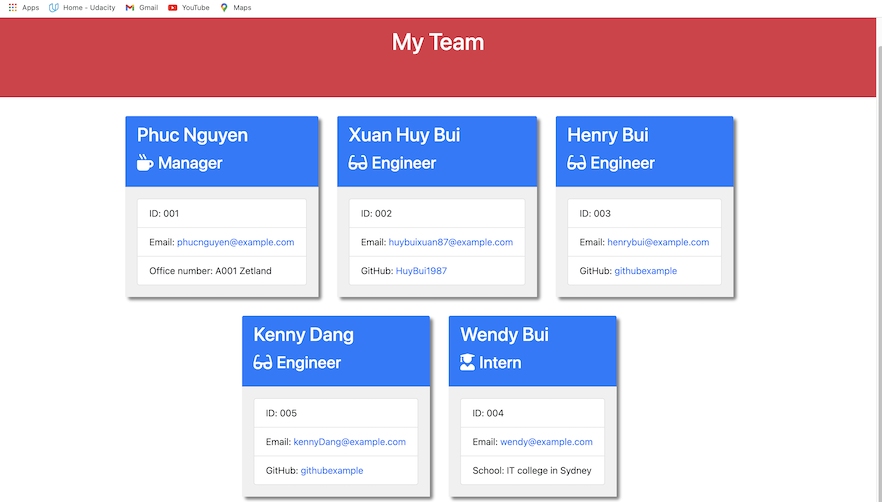 Apps Home - Udacity Gmail YouTube Maps
My Team
Phuc Nguyen
Manager
ID: 001
Email: phucnguyen@example.com
Office number: A001 Zetland
Xuan Huy Bui
Engineer
ID: 002
Email: huybuixuan87@example.com
GitHub: HuyBui1987
Henry Bui
Engineer
ID: 003
Email: henrybui@example.com
GitHub: githubexample
Kenny Dang
Engineer
ID: 005
Email: kennyDang@example.com
GitHub: githubexample
Wendy Bui
Intern
ID: 004
Email: wendy@example.com
School: IT college in Sydney